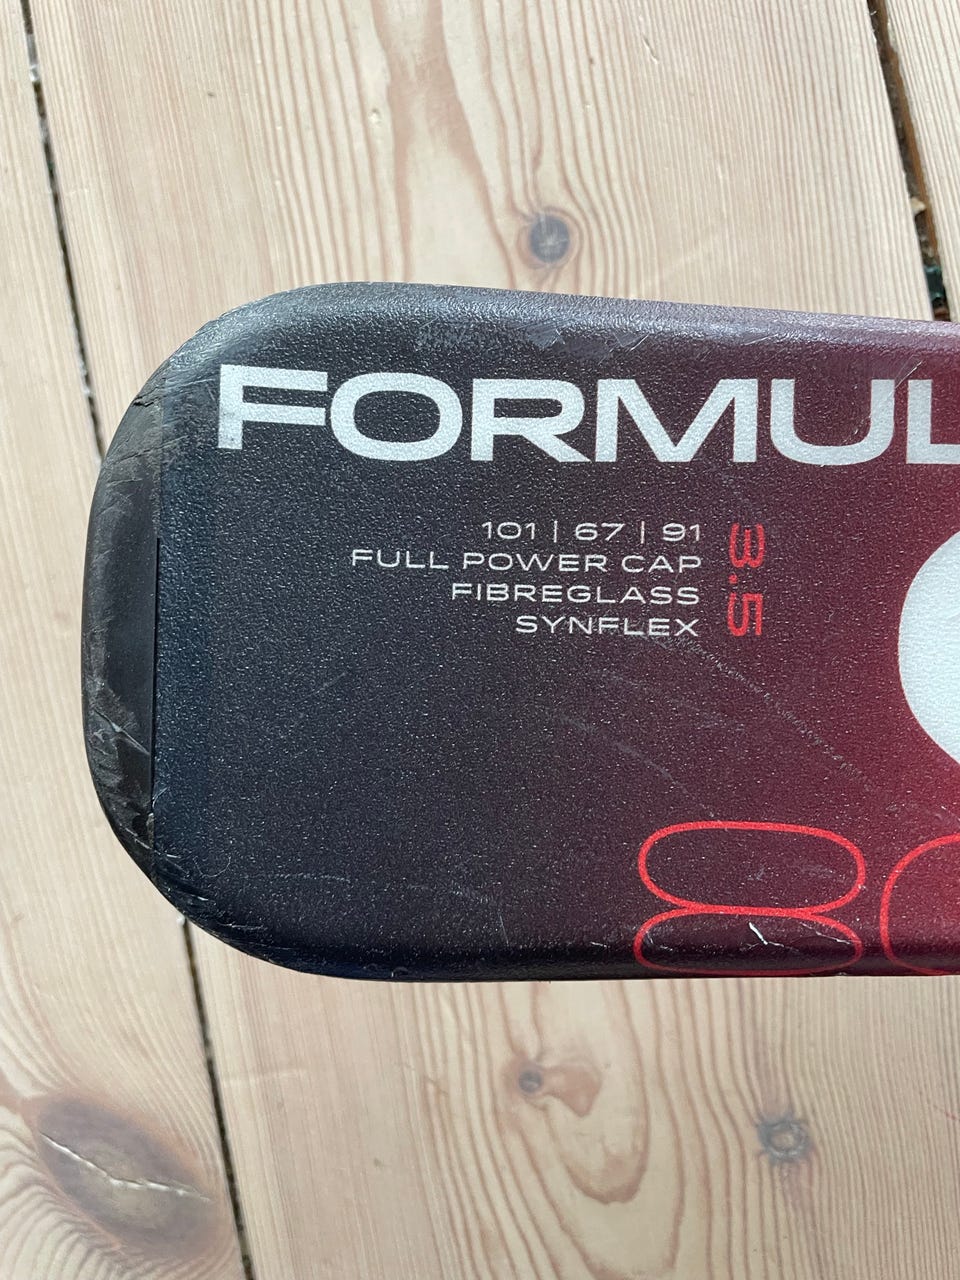 FORMUL
101 | 67 | 91
FULL POWER CAP
FIBREGLASS
SYNFLEX
3.5